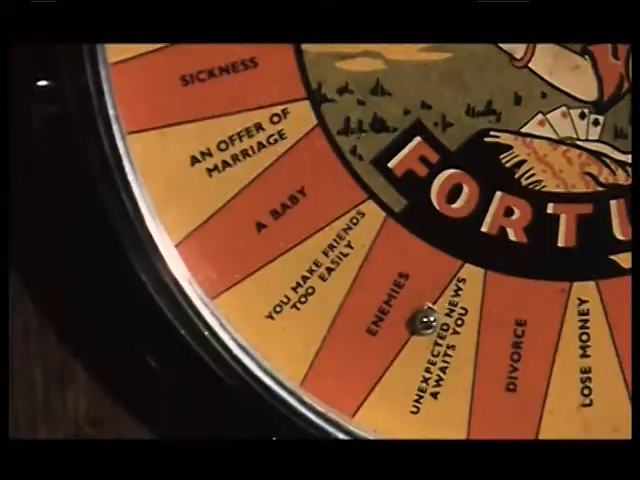 SICKNESS
AN OFFER OF
MARRIAGE
A BABY
YOU MAKE FRIENDS
TOO EASILY
ENEMIES
UNEXPECTED NEWS
AWAITS YOU
DIVORCE
LOSE MONEY
FORTU